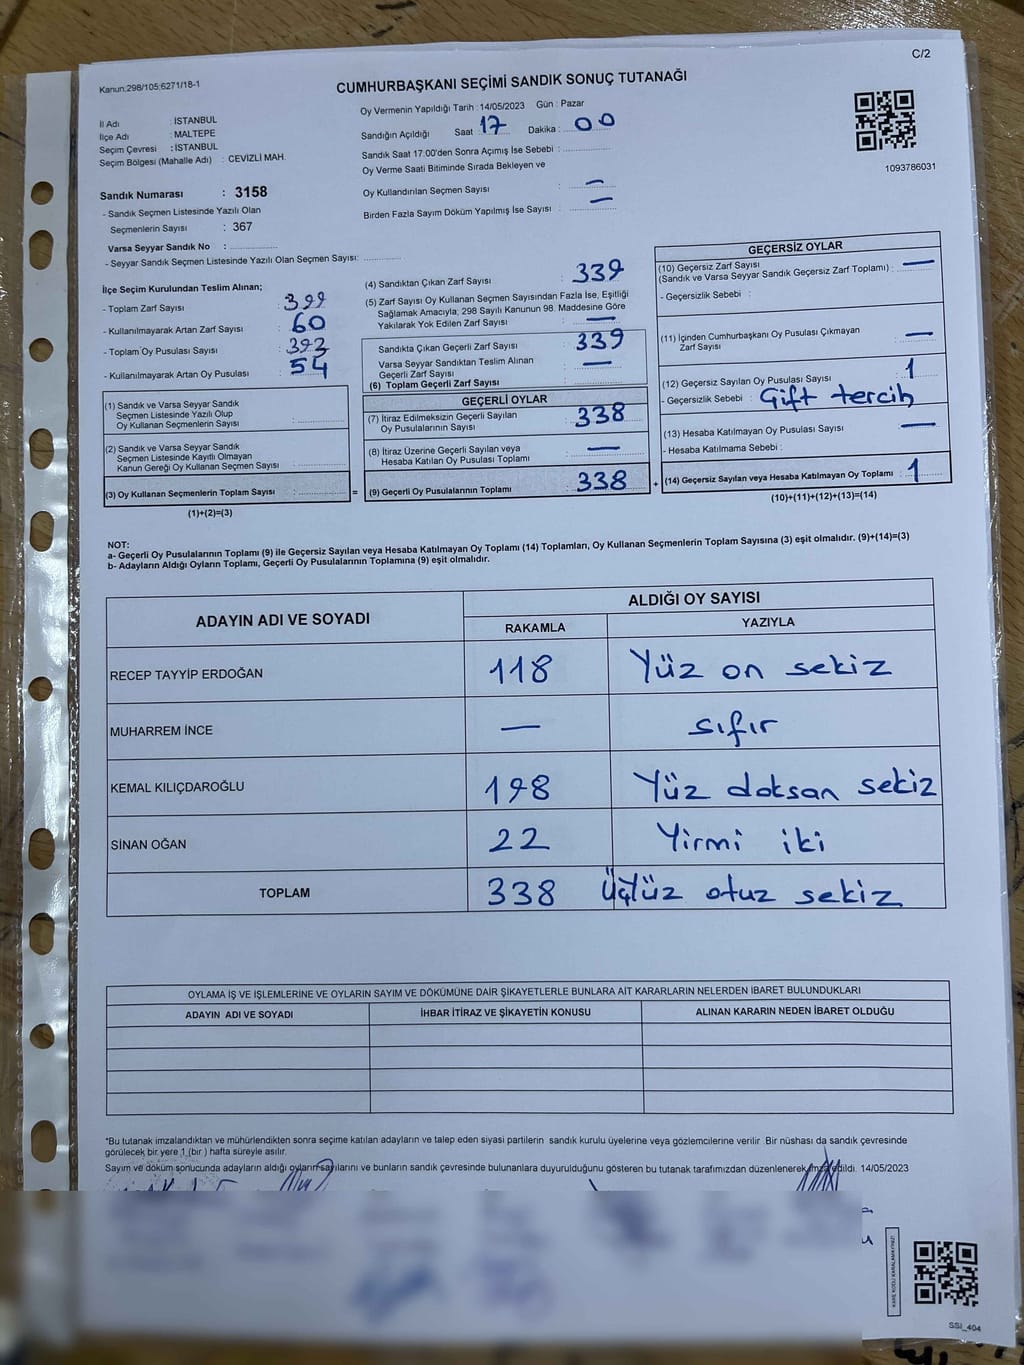 C/2
Kanun:298/105;6271/18-1
CUMHURBAŞKANI SEÇİMİ SANDIK SONUÇ TUTANAĞI
İl Adı : İSTANBUL
İlçe Adı : MALTEPE
Seçim Çevresi : İSTANBUL
Seçim Bölgesi (Mahalle Adı) : CEVİZLİ MAH.
Oy Vermenin Yapıldığı Tarih : 14/05/2023 Gün : Pazar
Sandığın Açıldığı Saat 17 Dakika : 00
Sandık Saat 17:00'den Sonra Açımış İse Sebebi :
Oy Verme Saati Bitiminde Sırada Bekleyen ve
Oy Kullandırılan Seçmen Sayısı : —
Birden Fazla Sayım Döküm Yapılmış İse Sayısı : —
1093786031
Sandık Numarası : 3158
- Sandık Seçmen Listesinde Yazılı Olan
Seçmenlerin Sayısı : 367
Varsa Seyyar Sandık No :
- Seyyar Sandık Seçmen Listesinde Yazılı Olan Seçmen Sayısı:
İlçe Seçim Kurulundan Teslim Alınan;
- Toplam Zarf Sayısı : 399
- Kullanılmayarak Artan Zarf Sayısı : 60
- Toplam Oy Pusulası Sayısı : 392
- Kullanılmayarak Artan Oy Pusulası : 54
(1) Sandık ve Varsa Seyyar Sandık
Seçmen Listesinde Yazılı Olup
Oy Kullanan Seçmenlerin Sayısı :
(2) Sandık ve Varsa Seyyar Sandık
Seçmen Listesinde Kayıtlı Olmayan
Kanun Gereği Oy Kullanan Seçmen Sayısı :
(3) Oy Kullanan Seçmenlerin Toplam Sayısı : =
(1)+(2)=(3)
(4) Sandıktan Çıkan Zarf Sayısı : 339
(5) Zarf Sayısı Oy Kullanan Seçmen Sayısından Fazla İse, Eşitliği
Sağlamak Amacıyla; 298 Sayılı Kanunun 98. Maddesine Göre
Yakılarak Yok Edilen Zarf Sayısı : —
Sandıkta Çıkan Geçerli Zarf Sayısı : 339
Varsa Seyyar Sandıktan Teslim Alınan
Geçerli Zarf Sayısı : —
(6) Toplam Geçerli Zarf Sayısı :
GEÇERLİ OYLAR
(7) İtiraz Edilmeksizin Geçerli Sayılan
Oy Pusulalarının Sayısı : 338
(8) İtiraz Üzerine Geçerli Sayılan veya
Hesaba Katılan Oy Pusulası Toplamı : —
(9) Geçerli Oy Pusulalarının Toplamı : 338 +
GEÇERSİZ OYLAR
(10) Geçersiz Zarf Sayısı
(Sandık ve Varsa Seyyar Sandık Geçersiz Zarf Toplamı) : —
- Geçersizlik Sebebi :
(11) İçinden Cumhurbaşkanı Oy Pusulası Çıkmayan
Zarf Sayısı : —
(12) Geçersiz Sayılan Oy Pusulası Sayısı : 1
- Geçersizlik Sebebi : Çift tercih
(13) Hesaba Katılmayan Oy Pusulası Sayısı : —
- Hesaba Katılmama Sebebi :
(14) Geçersiz Sayılan veya Hesaba Katılmayan Oy Toplamı : 1
(10)+(11)+(12)+(13)=(14)
NOT:
a- Geçerli Oy Pusulalarının Toplamı (9) ile Geçersiz Sayılan veya Hesaba Katılmayan Oy Toplamı (14) Toplamları, Oy Kullanan Seçmenlerin Toplam Sayısına (3) eşit olmalıdır. (9)+(14)=(3)
b- Adayların Aldığı Oyların Toplamı, Geçerli Oy Pusulalarının Toplamına (9) eşit olmalıdır.
ADAYIN ADI VE SOYADI ALDIĞI OY SAYISI
RAKAMLA YAZIYLA
RECEP TAYYİP ERDOĞAN 118 Yüz on sekiz
MUHARREM İNCE — sıfır
KEMAL KILIÇDAROĞLU 198 Yüz doksan sekiz
SİNAN OĞAN 22 Yirmi iki
TOPLAM 338 Üçyüz otuz sekiz
OYLAMA İŞ VE İŞLEMLERİNE VE OYLARIN SAYIM VE DÖKÜMÜNE DAİR ŞİKAYETLERLE BUNLARA AİT KARARLARIN NELERDEN İBARET BULUNDUKLARI
ADAYIN ADI VE SOYADI İHBAR İTİRAZ VE ŞİKAYETİN KONUSU ALINAN KARARIN NEDEN İBARET OLDUĞU
*Bu tutanak imzalandıktan ve mühürlendikten sonra seçime katılan adayların ve talep eden siyasi partilerin sandık kurulu üyelerine veya gözlemcilerine verilir. Bir nüshası da sandık çevresinde
görülecek bir yere 1 (bir ) hafta süreyle asılır.
Sayım ve döküm sonucunda adayların aldığı oyların sayılarını ve bunların sandık çevresinde bulunanlara duyurulduğunu gösteren bu tutanak tarafımızdan düzenlenerek imza edildi. 14/05/2023
KARE KODU KARALAMAYINIZ!
SSI_404